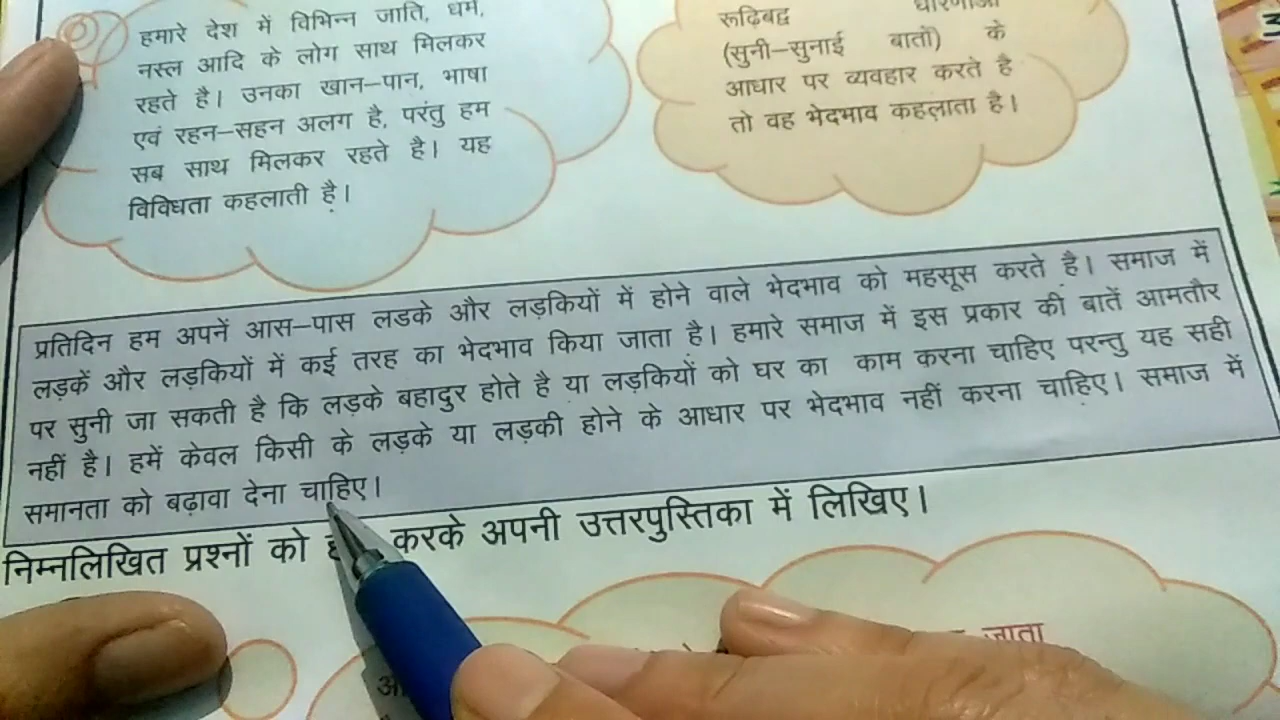 हमारे देश में विभिन्न जाति, धर्म,
नस्ल आदि के लोग साथ मिलकर
रहते है। उनका खान–पान, भाषा
एवं रहन–सहन अलग है, परंतु हम
सब साथ मिलकर रहते है। यह
विविधता कहलाती है।
रूढ़िबद्व धारणाओं
(सुनी–सुनाई बातों) के
आधार पर व्यवहार करते है
तो वह भेदभाव कहलाता है।
प्रतिदिन हम अपनें आस–पास लडके और लड़कियों में होने वाले भेदभाव को महसूस करते है। समाज में
लड़कें और लड़कियों में कई तरह का भेदभाव किया जाता है। हमारे समाज में इस प्रकार की बातें आमतौर
पर सुनी जा सकती है कि लड़के बहादुर होते है या लड़कियों को घर का काम करना चाहिए परन्तु यह सही
नहीं है। हमें केवल किसी के लड़के या लड़की होने के आधार पर भेदभाव नहीं करना चाहिए। समाज में
समानता को बढ़ावा देना चाहिए।
निम्नलिखित प्रश्नों को करके अपनी उत्तरपुस्तिका में लिखिए।
जाता